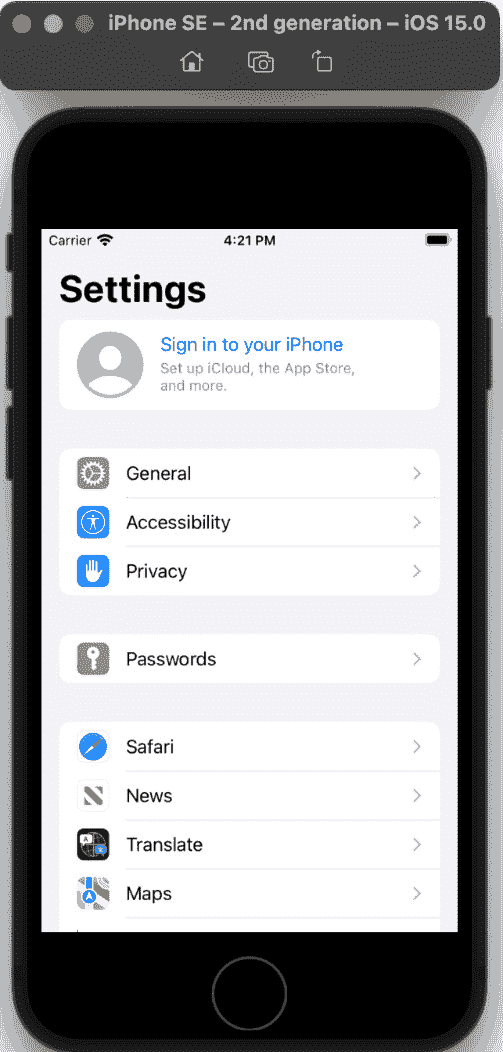 iPhone SE – 2nd generation – iOS 15.0
Carrier 4:21 PM
Settings
Sign in to your iPhone
Set up iCloud, the App Store,
and more.
General
Accessibility
Privacy
Passwords
Safari
News
Translate
Maps